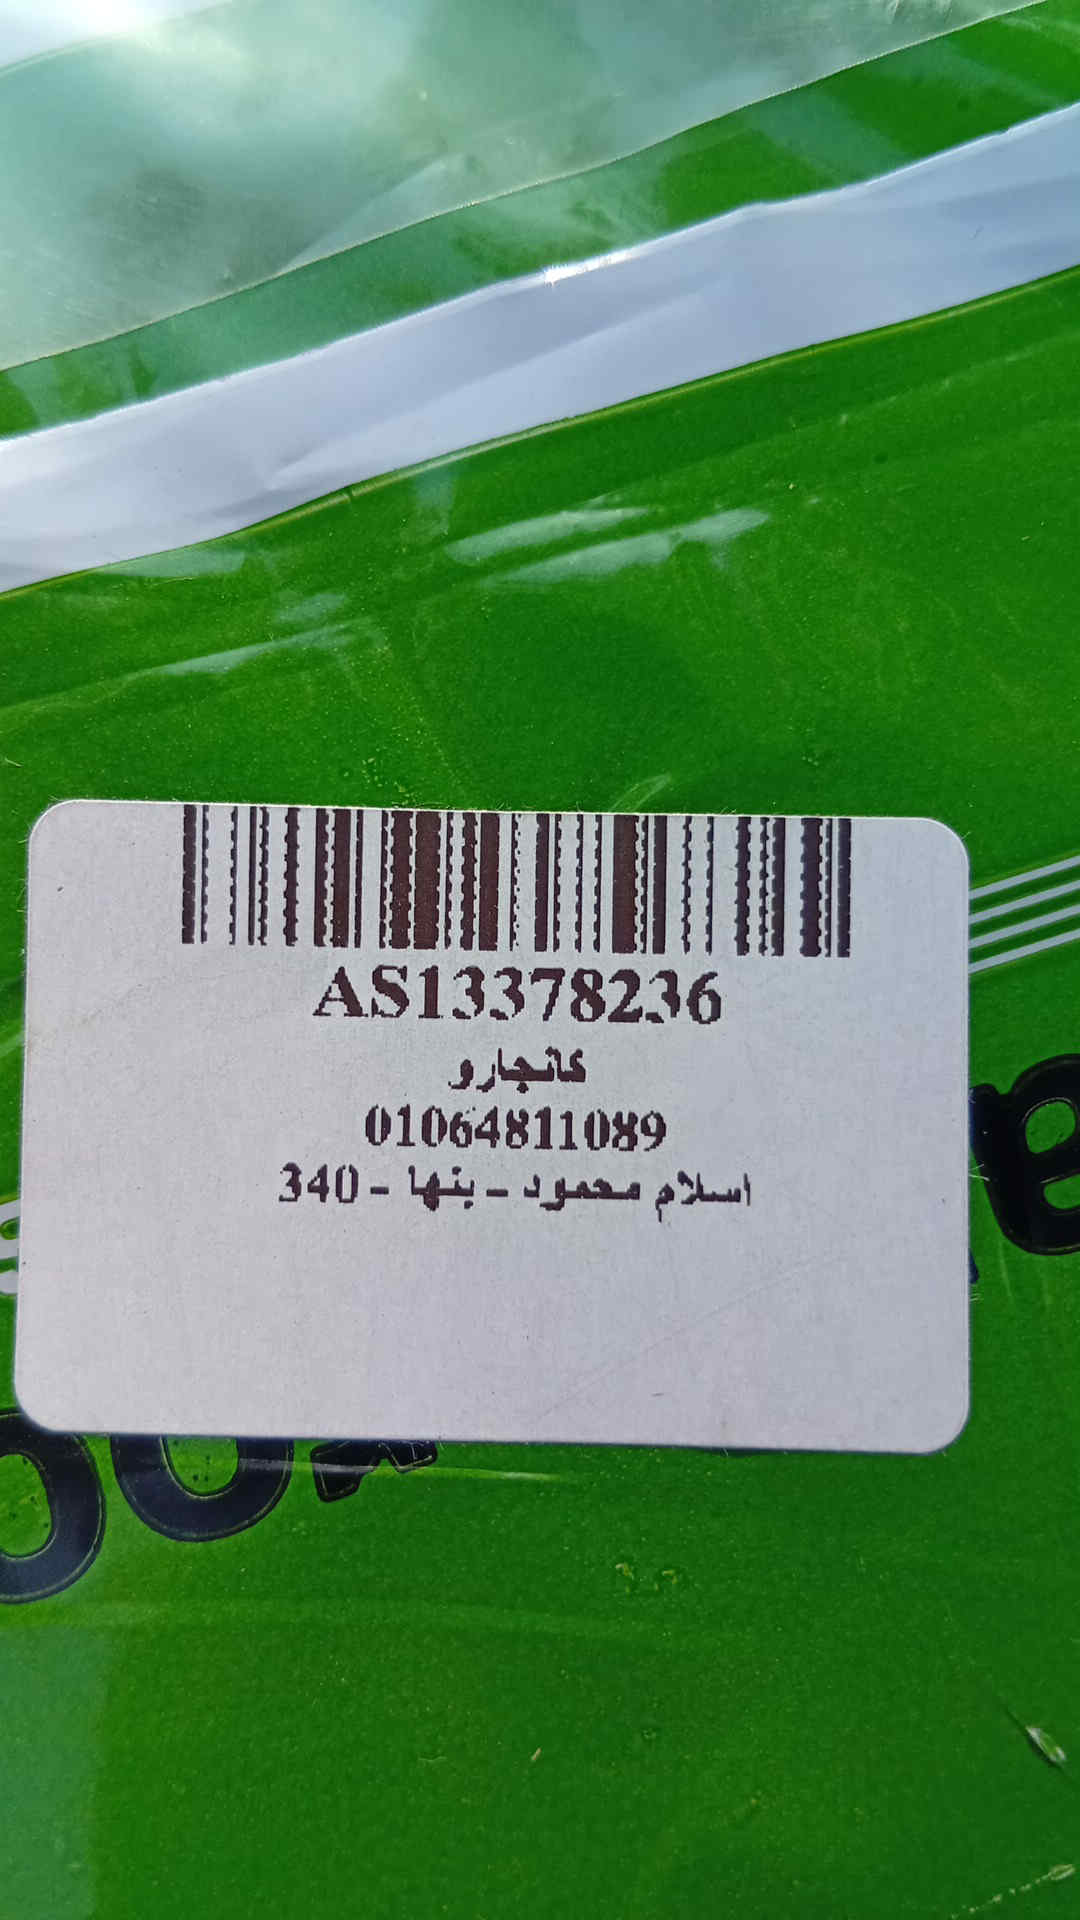 AS13378236
كانجارو
01064811089
اسلام محمود - بنها - 340